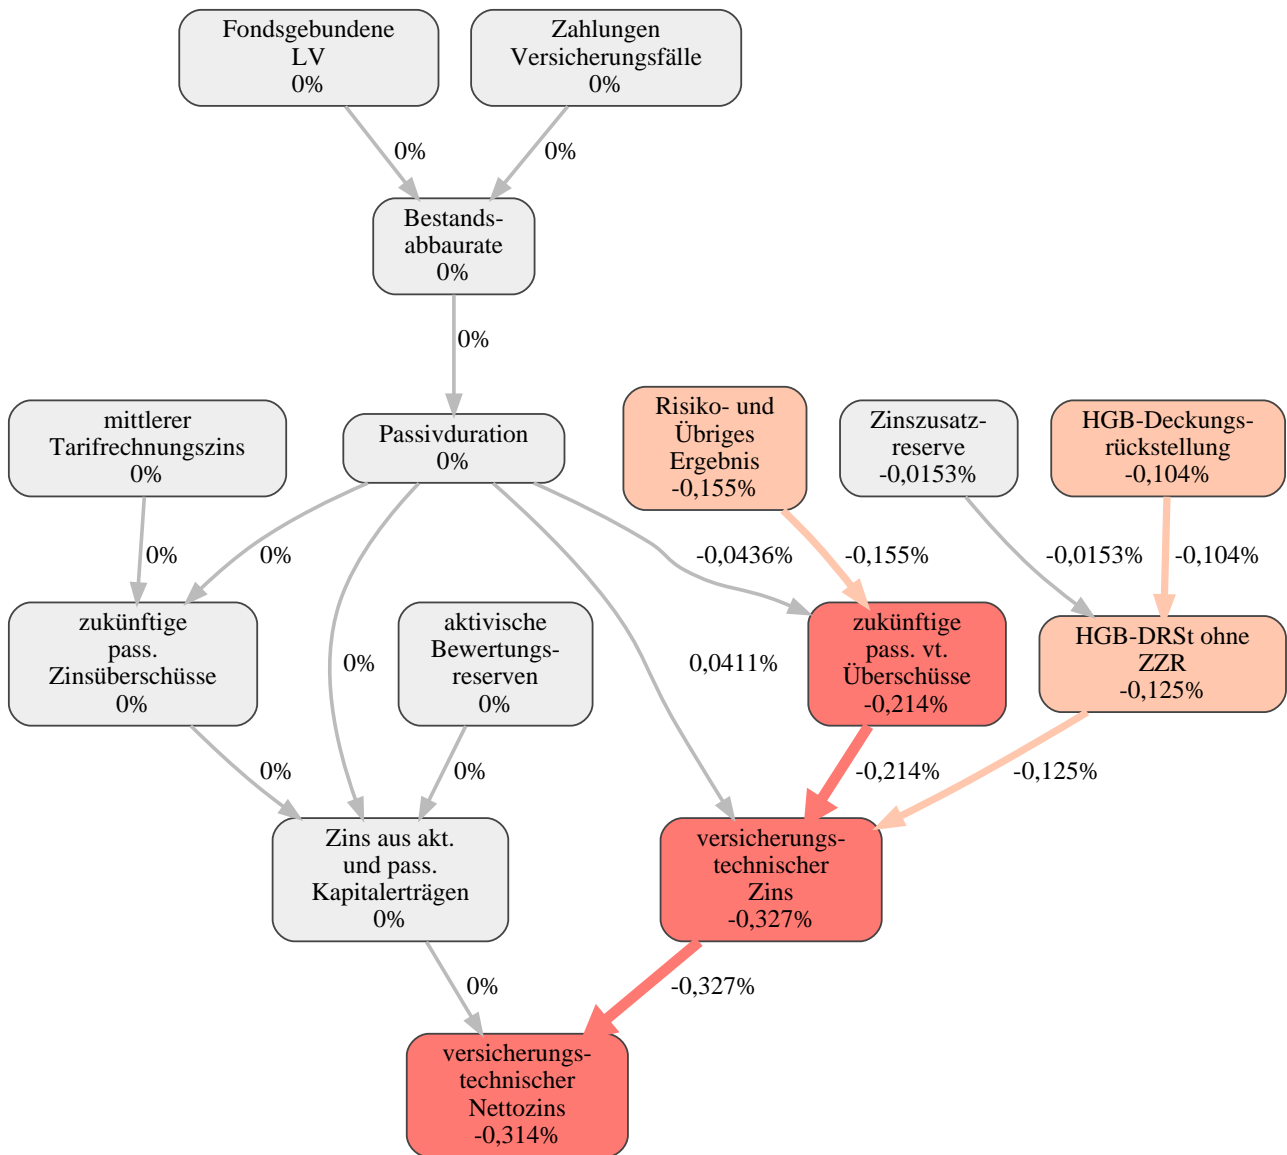 Fondsgebundene
LV
0%
Zahlungen
Versicherungsfälle
0%
0%
0%
Bestands-
abbaurate
0%
0%
mittlerer
Tarifrechnungszins
0%
Passivduration
0%
Risiko- und
Übriges
Ergebnis
-0,155%
Zinszusatz-
reserve
-0,0153%
HGB-Deckungs-
rückstellung
-0,104%
0%
0%
-0,0436%
-0,155%
-0,0153%
-0,104%
zukünftige
pass.
Zinsüberschüsse
0%
0%
aktivische
Bewertungs-
reserven
0%
0,0411%
zukünftige
pass. vt.
Überschüsse
-0,214%
HGB-DRSt ohne
ZZR
-0,125%
0%
0%
-0,214%
-0,125%
Zins aus akt.
und pass.
Kapitalerträgen
0%
versicherungs-
technischer
Zins
-0,327%
0%
-0,327%
versicherungs-
technischer
Nettozins
-0,314%